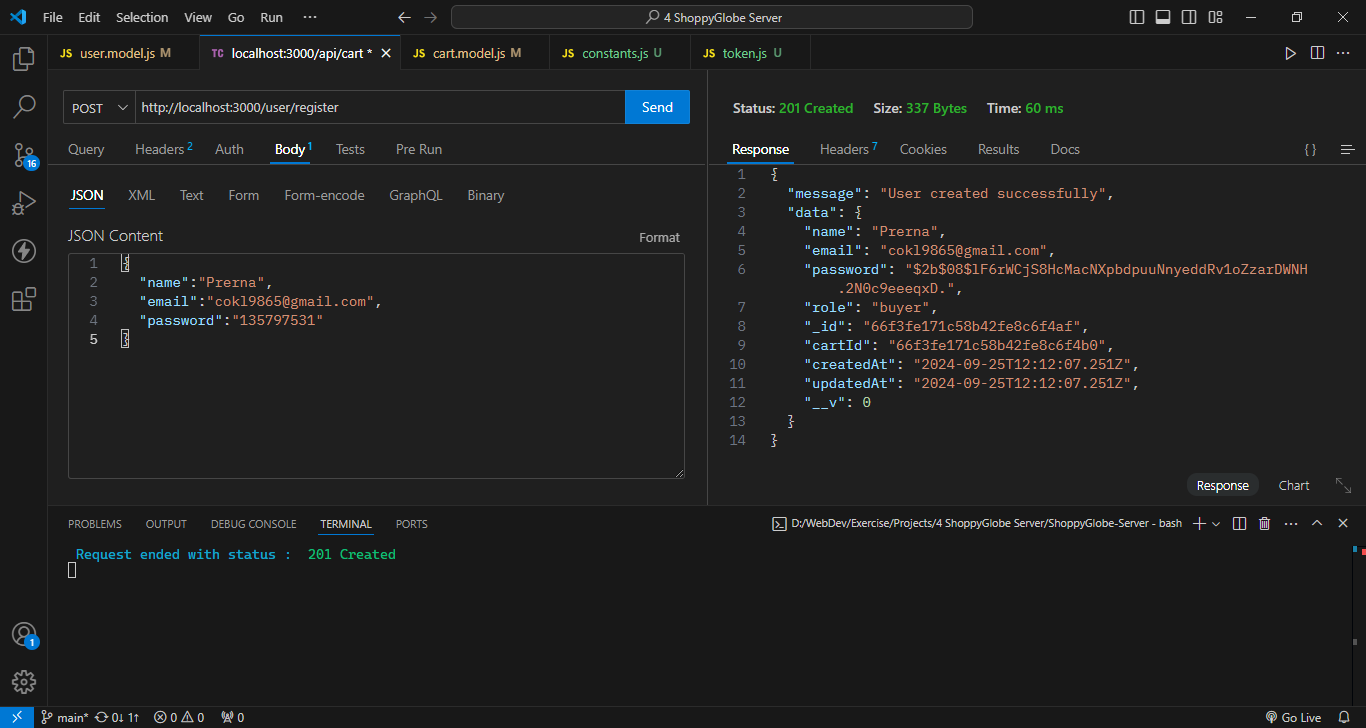 File Edit Selection View Go Run ··· 4 ShoppyGlobe Server
JS user.model.js M TC localhost:3000/api/cart * JS cart.model.js M JS constants.js U JS token.js U
POST http://localhost:3000/user/register Send
Query Headers 2 Auth Body 1 Tests Pre Run
JSON XML Text Form Form-encode GraphQL Binary
JSON Content Format
1 {
2 "name":"Prerna",
3 "email":"cokl9865@gmail.com",
4 "password":"135797531"
5 }
Status: 201 Created Size: 337 Bytes Time: 60 ms
Response Headers 7 Cookies Results Docs { }
1 {
2 "message": "User created successfully",
3 "data": {
4 "name": "Prerna",
5 "email": "cokl9865@gmail.com",
6 "password": "$2b$08$lF6rWCjS8HcMacNXpbdpuuNnyeddRv1oZzarDWNH
.2N0c9eeeqxD.",
7 "role": "buyer",
8 "_id": "66f3fe171c58b42fe8c6f4af",
9 "cartId": "66f3fe171c58b42fe8c6f4b0",
10 "createdAt": "2024-09-25T12:12:07.251Z",
11 "updatedAt": "2024-09-25T12:12:07.251Z",
12 "__v": 0
13 }
14 }
Response Chart
16
PROBLEMS OUTPUT DEBUG CONSOLE TERMINAL PORTS D:/WebDev/Exercise/Projects/4 ShoppyGlobe Server/ShoppyGlobe-Server - bash
Request ended with status : 201 Created
1
main* 0↓ 1↑ 0 0 0 Go Live